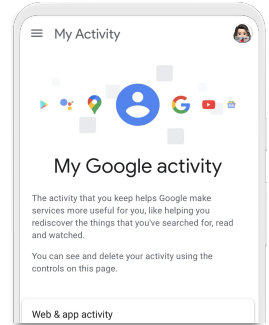 My Activity
My Google activity
The activity that you keep helps Google make
services more useful for you, like helping you
rediscover the things that you've searched for, read
and watched.
You can see and delete your activity using the
controls on this page.
Web & app activity